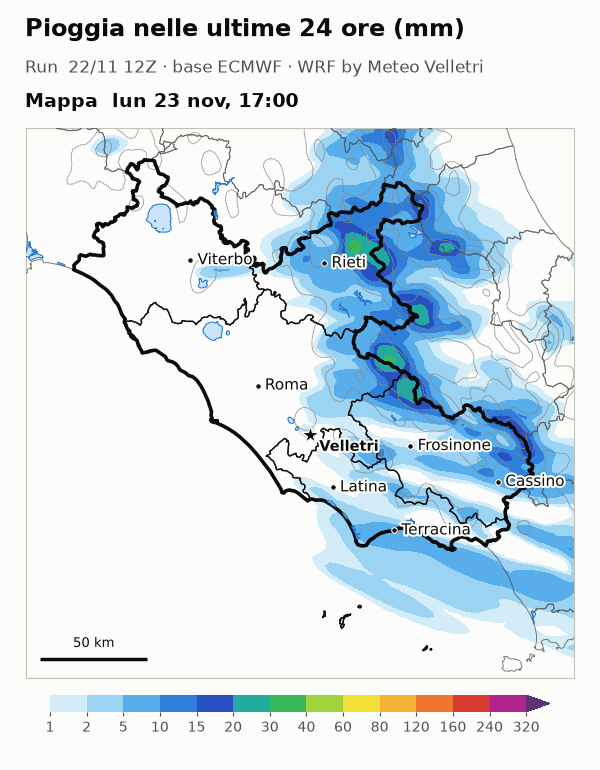 Pioggia nelle ultime 24 ore (mm)
Run  22/11 12Z · base ECMWF · WRF by Meteo Velletri
Mappa  lun 23 nov, 17:00
Viterbo
Rieti
Roma
Velletri
Frosinone
Latina
Cassino
Terracina
50 km
1 2 5 10 15 20 30 40 60 80 120 160 240 320